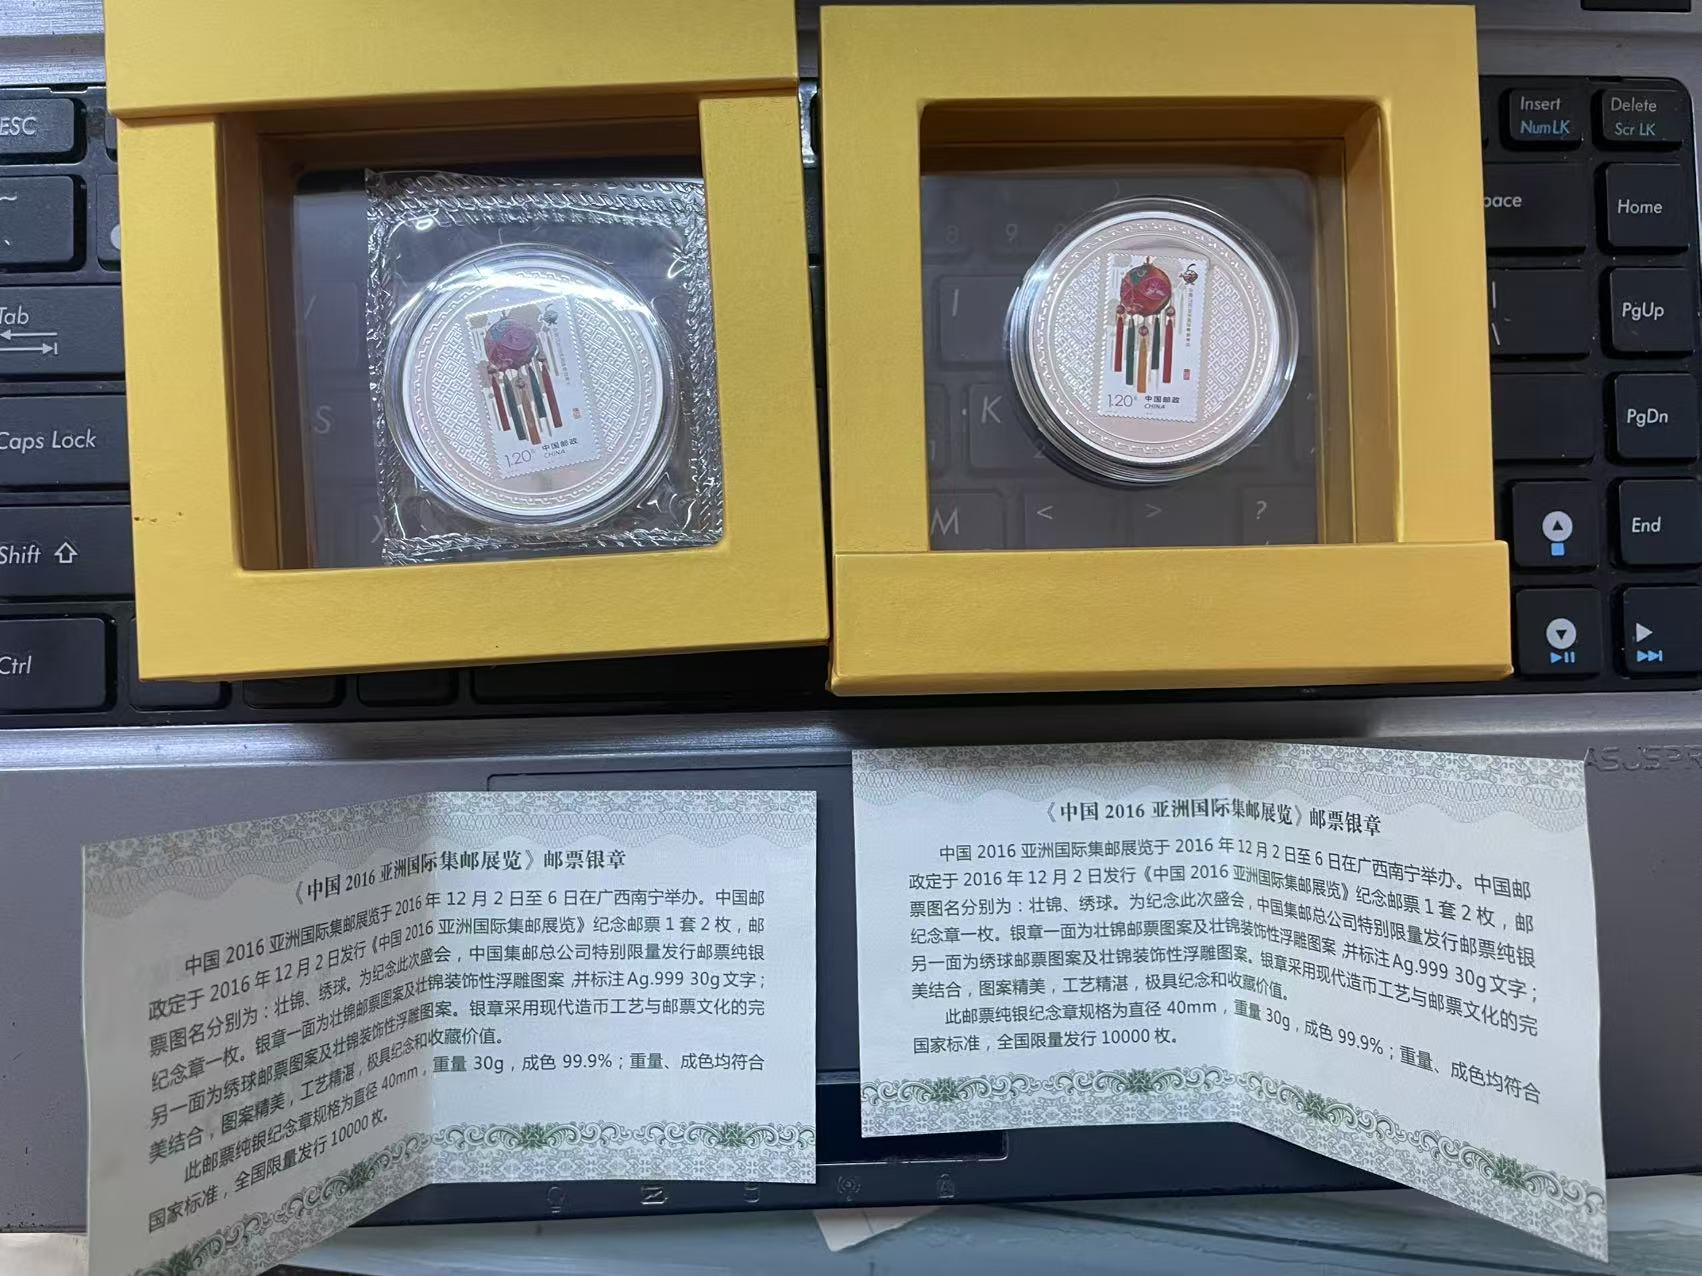 ESC
Tab
Caps Lock
Shift
Ctrl
S
X
1.20元 中国邮政
CHINA
8 9
I
K
M < > ?
1.20元 中国邮政
CHINA
Insert
Num LK
Delete
Scr LK
pace
Home
PgUp
PgDn
End
ASUSPR
《中国 2016 亚洲国际集邮展览》邮票银章
中国 2016 亚洲国际集邮展览于 2016 年 12 月 2 日至 6 日在广西南宁举办。中国邮
政定于 2016 年 12 月 2 日发行《中国 2016 亚洲国际集邮展览》纪念邮票 1 套 2 枚，邮
票图名分别为：壮锦、绣球。为纪念此次盛会，中国集邮总公司特别限量发行邮票纯银
纪念章一枚。银章一面为壮锦邮票图案及壮锦装饰性浮雕图案，并标注 Ag.999 30g 文字；
另一面为绣球邮票图案及壮锦装饰性浮雕图案。银章采用现代造币工艺与邮票文化的完
美结合，图案精美，工艺精湛，极具纪念和收藏价值。
此邮票纯银纪念章规格为直径 40mm，重量 30g，成色 99.9%；重量、成色均符合
国家标准，全国限量发行 10000 枚。
《中国 2016 亚洲国际集邮展览》邮票银章
中国 2016 亚洲国际集邮展览于 2016 年 12 月 2 日至 6 日在广西南宁举办。中国邮
政定于 2016 年 12 月 2 日发行《中国 2016 亚洲国际集邮展览》纪念邮票 1 套 2 枚，邮
票图名分别为：壮锦、绣球。为纪念此次盛会，中国集邮总公司特别限量发行邮票纯银
纪念章一枚。银章一面为壮锦邮票图案及壮锦装饰性浮雕图案，并标注 Ag.999 30g 文字；
另一面为绣球邮票图案及壮锦装饰性浮雕图案。银章采用现代造币工艺与邮票文化的完
美结合，图案精美，工艺精湛，极具纪念和收藏价值。
此邮票纯银纪念章规格为直径 40mm，重量 30g，成色 99.9%；重量、成色均符合
国家标准，全国限量发行 10000 枚。